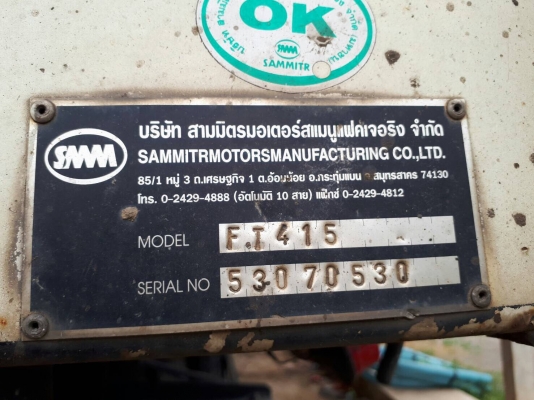 OK
SMM
SAMMITR
SMM
บริษัท สามมิตรมอเตอร์สแมนูแฟคเจอริง จำกัด
SAMMITRMOTORSMANUFACTURING CO.,LTD.
85/1 หมู่ 3 ถ.เศรษฐกิจ 1 ต.อ้อมน้อย อ.กระทุ่มแบน จ.สมุทรสาคร 74130
โทร. 0-2429-4888 (อัตโนมัติ 10 สาย) แฟ็กซ์ 0-2429-4812
MODEL F.T415
SERIAL NO 53070530